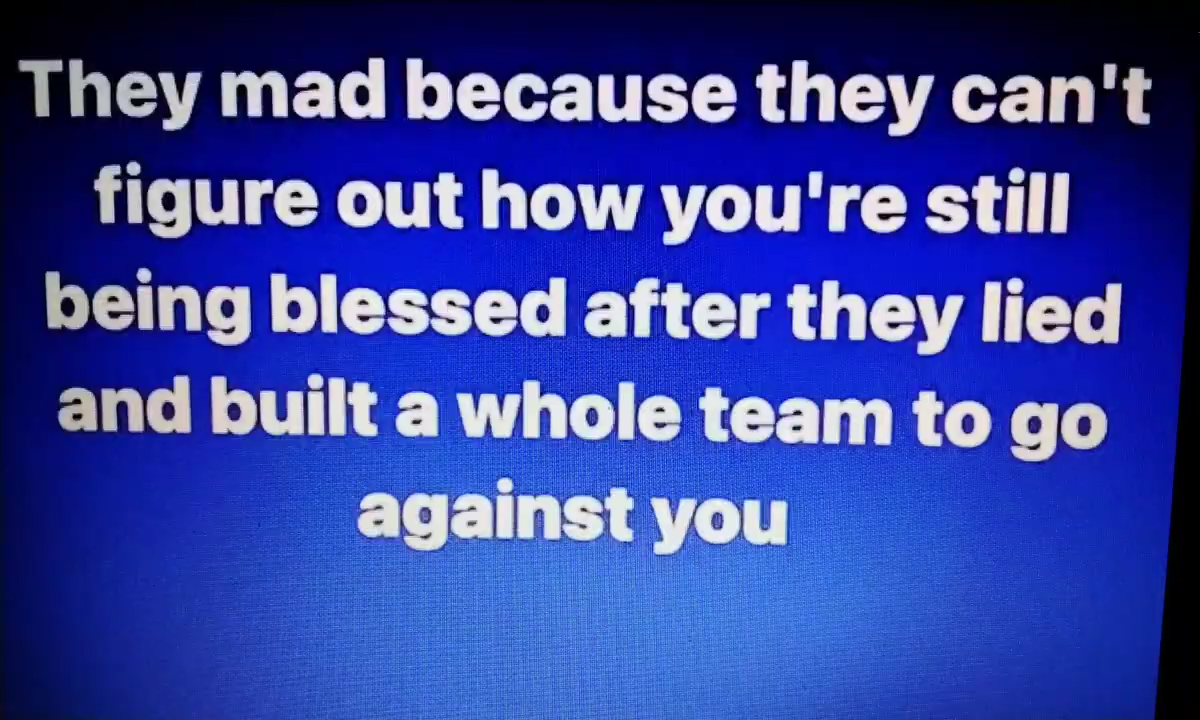 They mad because they can't
figure out how you're still
being blessed after they lied
and built a whole team to go
against you